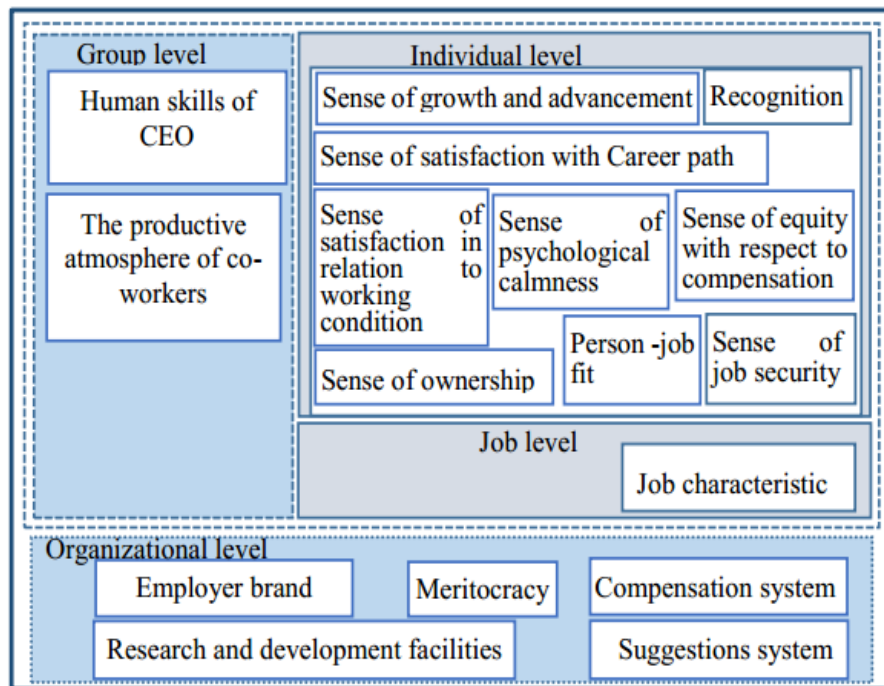 Group level
Human skills of
CEO
The productive
atmosphere of co-
workers
Individual level
Sense of growth and advancement
Recognition
Sense of satisfaction with Career path
Sense of
satisfaction in
relation to
working
condition
Sense of
psychological
calmness
Sense of equity
with respect to
compensation
Sense of ownership
Person -job
fit
Sense of
job security
Job level
Job characteristic
Organizational level
Employer brand
Meritocracy
Compensation system
Research and development facilities
Suggestions system